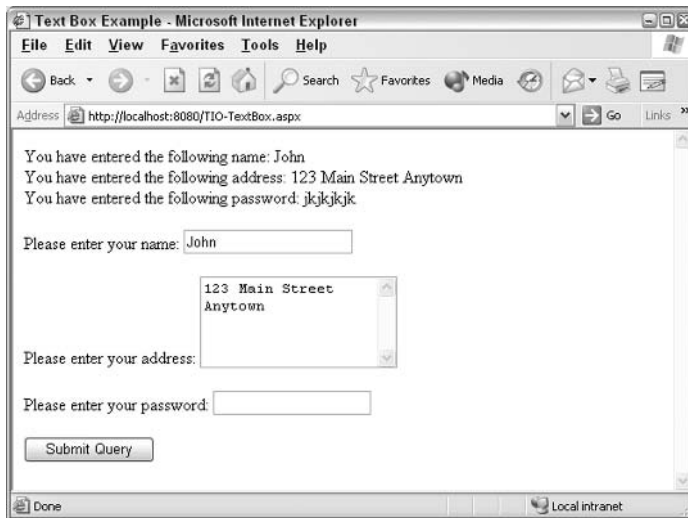 Text Box Example - Microsoft Internet Explorer
File Edit View Favorites Tools Help
Back Search Favorites Media
Address http://localhost:8080/TIO-TextBox.aspx Go Links »
You have entered the following name: John
You have entered the following address: 123 Main Street Anytown
You have entered the following password: jkjkjkjk
Please enter your name: John
123 Main Street
Anytown
Please enter your address:
Please enter your password:
Submit Query
Done Local intranet